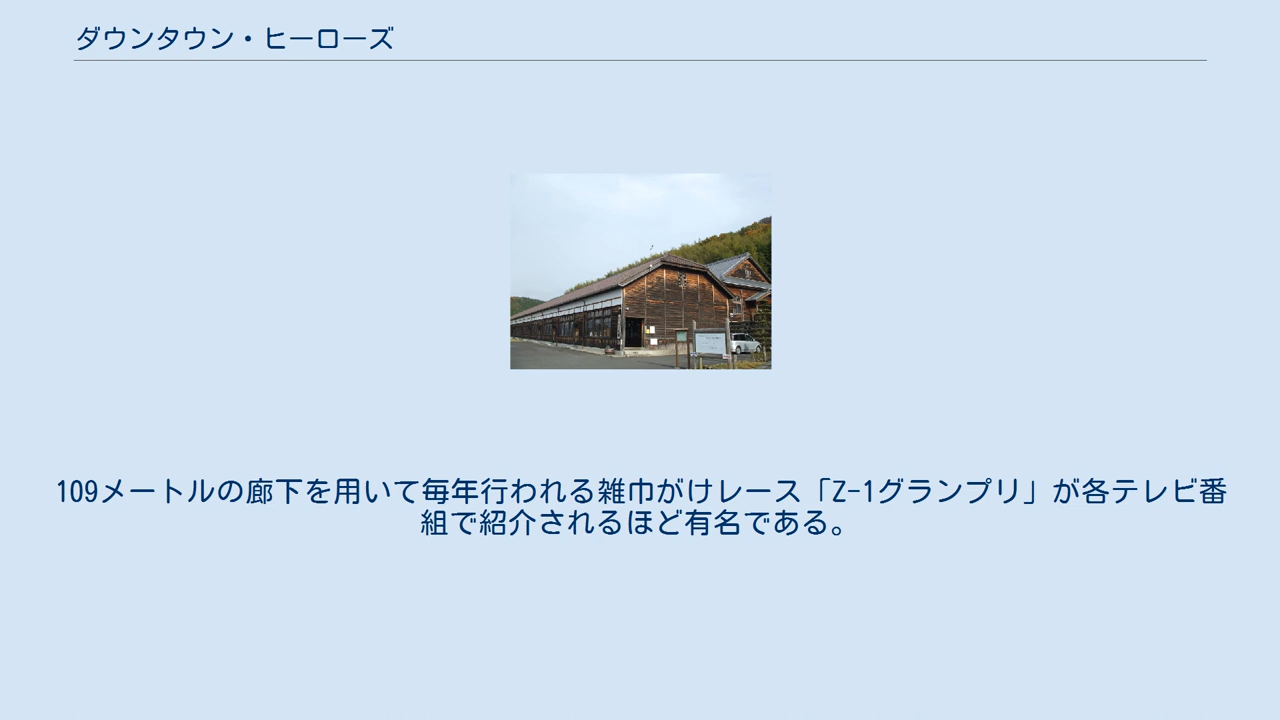 ダウンタウン・ヒーローズ
109メートルの廊下を用いて毎年行われる雑巾がけレース「Z-1グランプリ」が各テレビ番
組で紹介されるほど有名である。